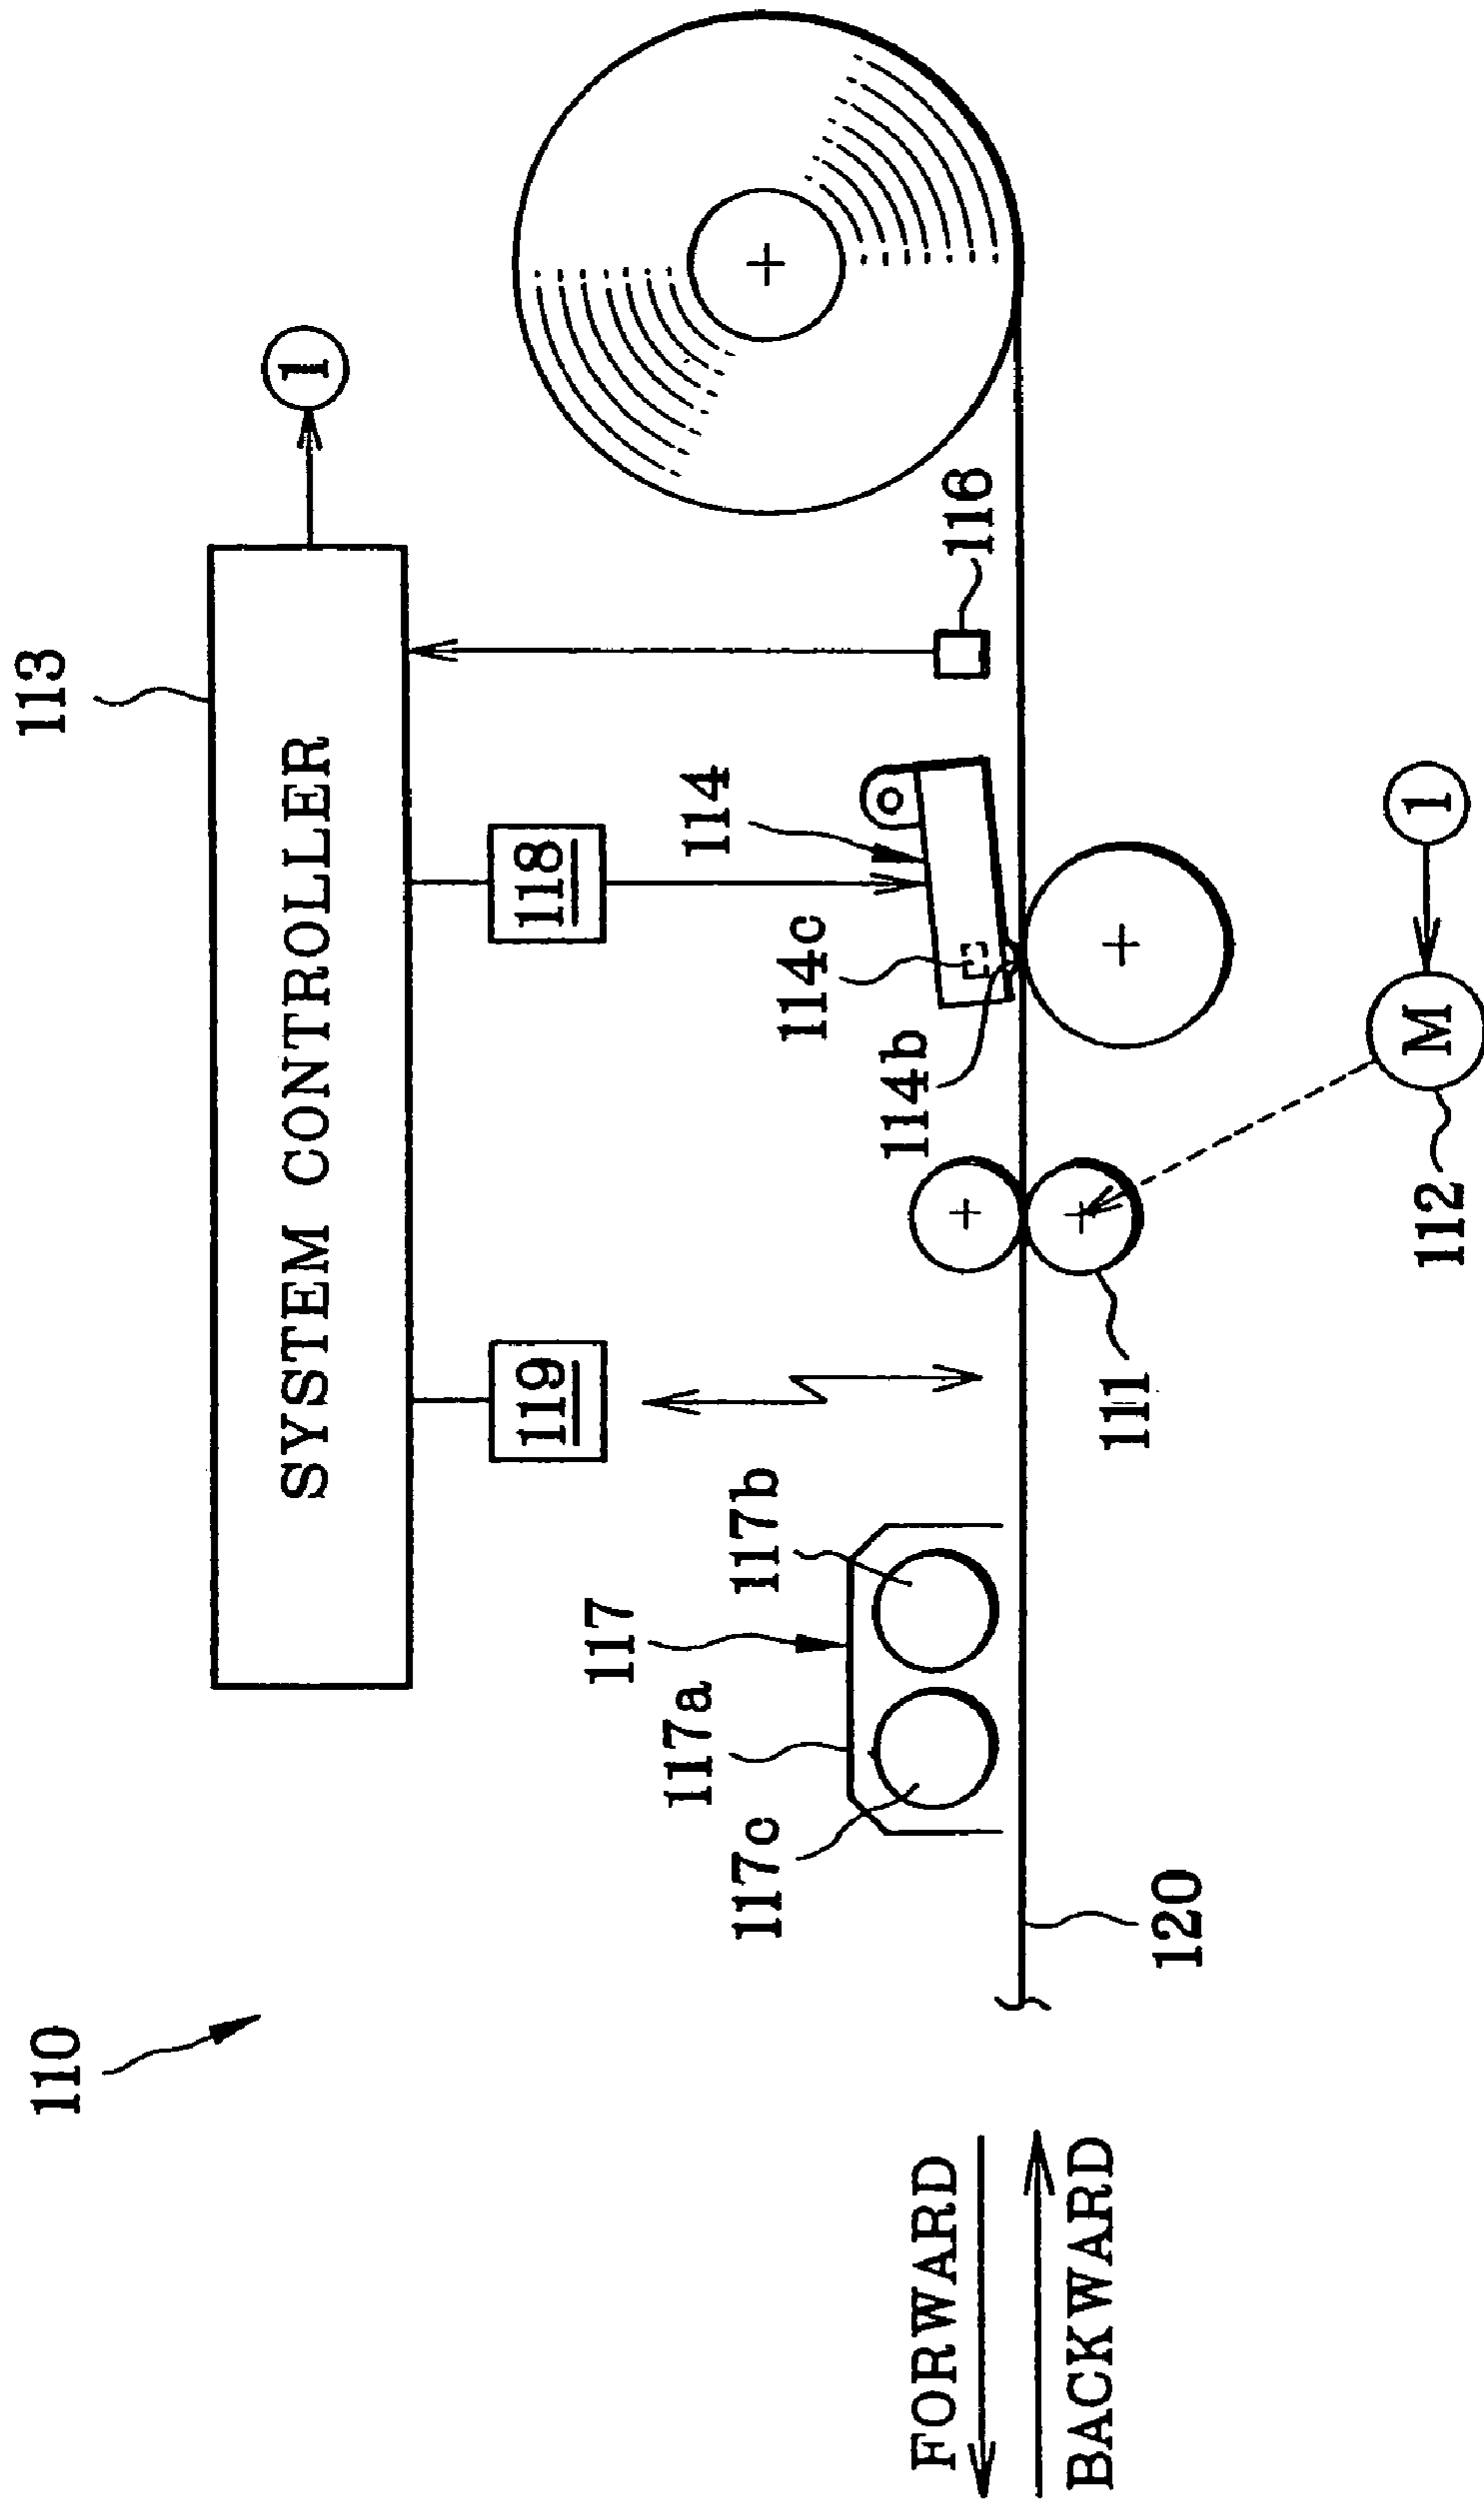 113
110
SYSTEM CONTROLLER
1
119
118
117
117a
114
117c
117b
114c
114b
FORWARD
116
BACKWARD
111
120
112
M
1